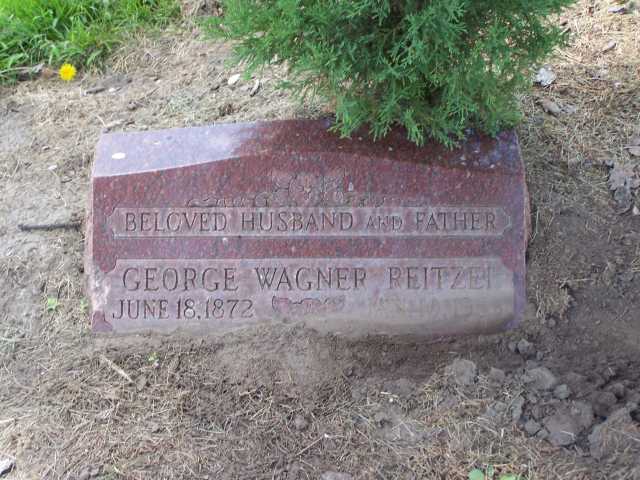 BELOVED HUSBAND AND FATHER
GEORGE WAGNER REITZEL
JUNE 18, 1872